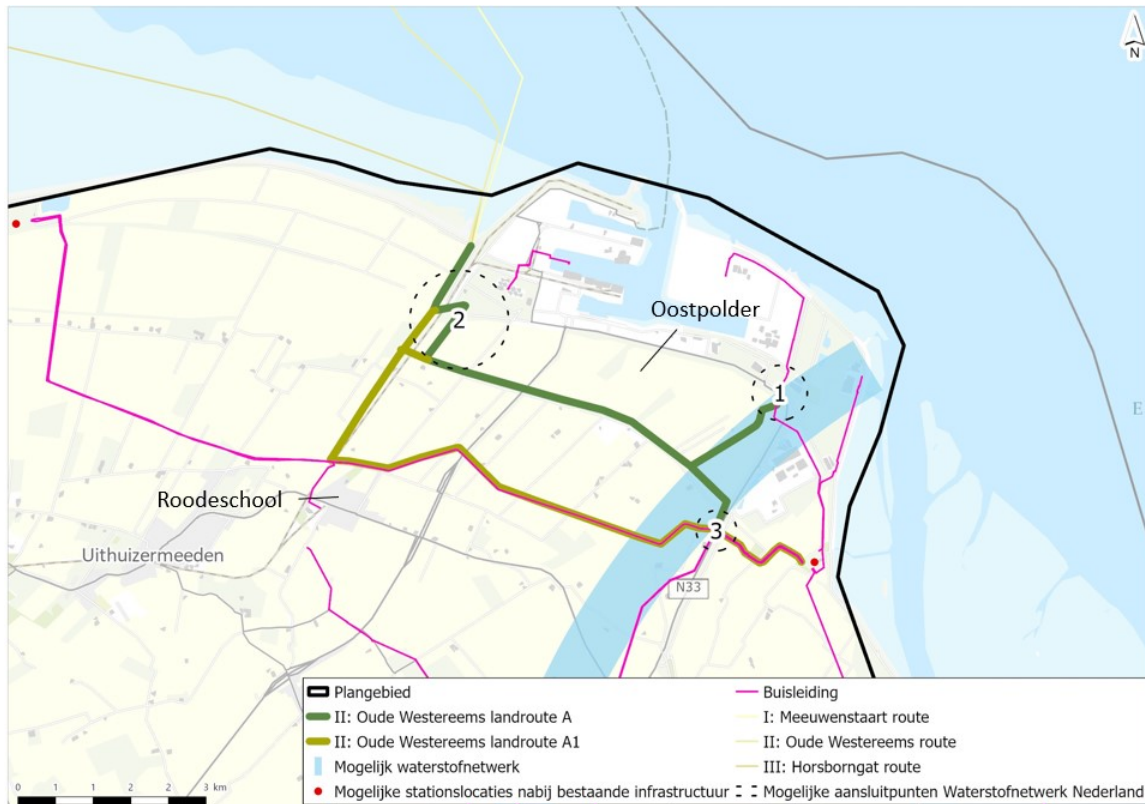 N
Oostpolder
2
1
E
Roodeschool
3
Uithuizermeeden
N33
Plangebied
II: Oude Westereems landroute A
II: Oude Westereems landroute A1
Mogelijk waterstofnetwerk
Mogelijke stationslocaties nabij bestaande infrastructuur
Buisleiding
I: Meeuwenstaart route
II: Oude Westereems route
III: Horsborngat route
Mogelijke aansluitpunten Waterstofnetwerk Nederland
0 1 2 2 3 km